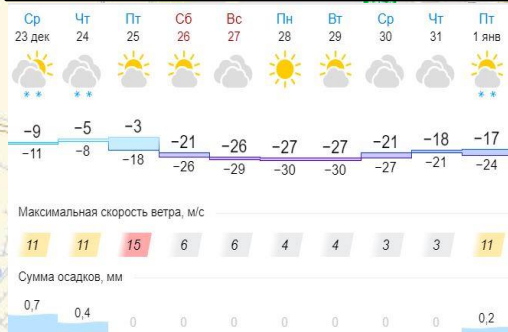 Ср Чт Пт Сб Вс Пн Вт Ср Чт Пт
23 дек 24 25 26 27 28 29 30 31 1 янв
−9 −5 −3 −21 −26 −27 −27 −21 −18 −17
−11 −8 −18 −26 −29 −30 −30 −27 −21 −24
Максимальная скорость ветра, м/с
11 11 15 6 6 4 4 3 3 11
Сумма осадков, мм
0,7 0,4 0 0 0 0 0 0 0 0,2